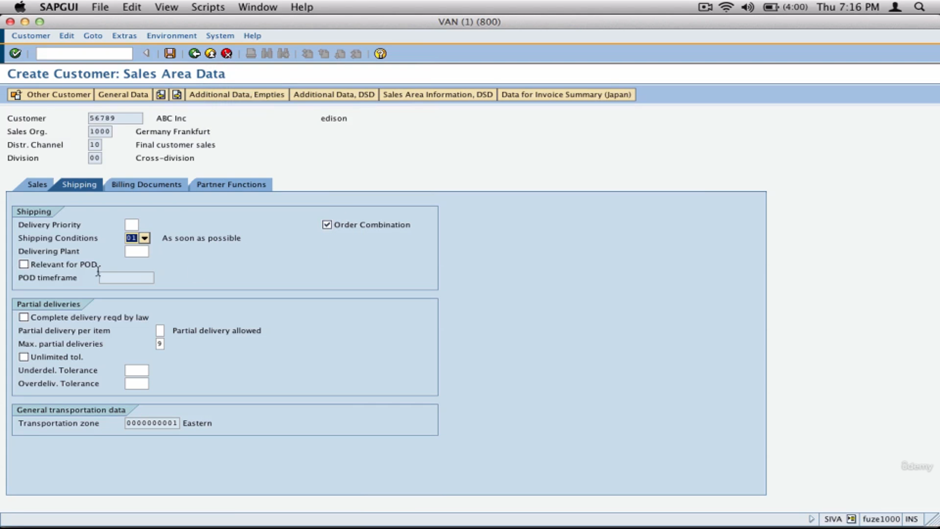 SAPGUI File Edit View Scripts Window Help (4:00) Thu 7:16 PM
VAN (1) (800)
Customer Edit Goto Extras Environment System Help
Create Customer: Sales Area Data
Other Customer General Data Additional Data, Empties Additional Data, DSD Sales Area Information, DSD Data for Invoice Summary (Japan)
Customer 56789 ABC Inc edison
Sales Org. 1000 Germany Frankfurt
Distr. Channel 10 Final customer sales
Division 00 Cross-division
Sales Shipping Billing Documents Partner Functions
Shipping
Delivery Priority Order Combination
Shipping Conditions 01 As soon as possible
Delivering Plant
Relevant for POD
POD timeframe
Partial deliveries
Complete delivery reqd by law
Partial delivery per item Partial delivery allowed
Max. partial deliveries 9
Unlimited tol.
Underdel. Tolerance
Overdeliv. Tolerance
General transportation data
Transportation zone 0000000001 Eastern
Udemy
SIVA fuze1000 INS